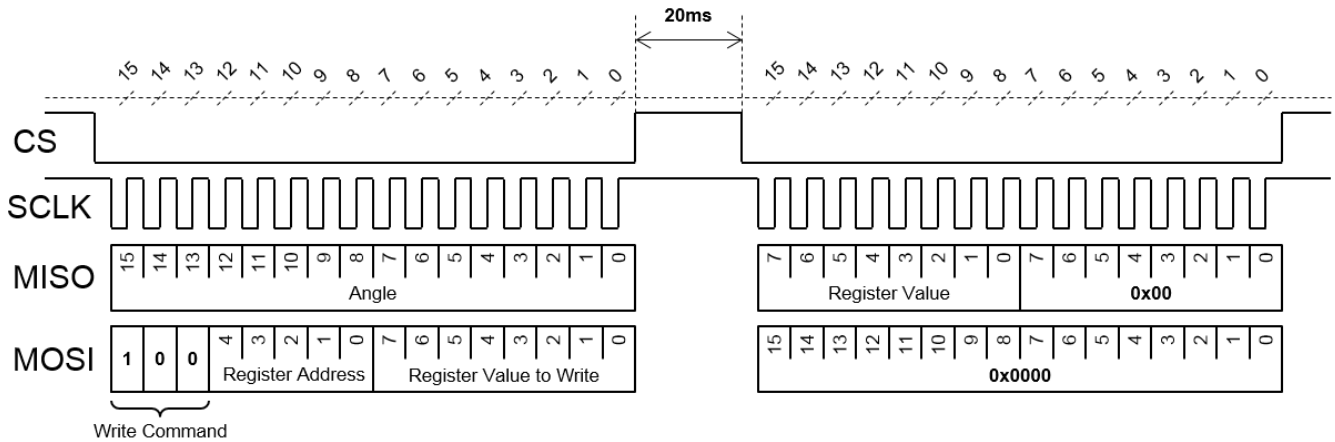 20ms
15 14 13 12 11 10 9 8 7 6 5 4 3 2 1 0 15 14 13 12 11 10 9 8 7 6 5 4 3 2 1 0
CS
SCLK
MISO 15 14 13 12 11 10 9 8 7 6 5 4 3 2 1 0 7 6 5 4 3 2 1 0 7 6 5 4 3 2 1 0
Angle Register Value 0x00
MOSI 1 0 0 4 3 2 1 0 7 6 5 4 3 2 1 0 15 14 13 12 11 10 9 8 7 6 5 4 3 2 1 0
Register Address Register Value to Write 0x0000
Write Command